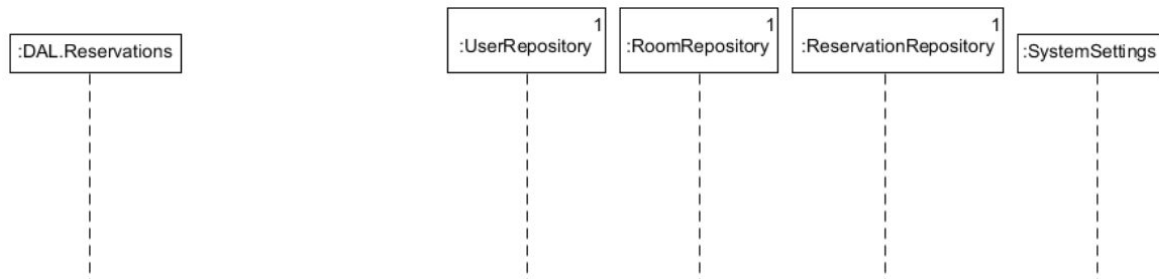 :DAL.Reservations
1
:UserRepository
1
:RoomRepository
1
:ReservationRepository
:SystemSettings